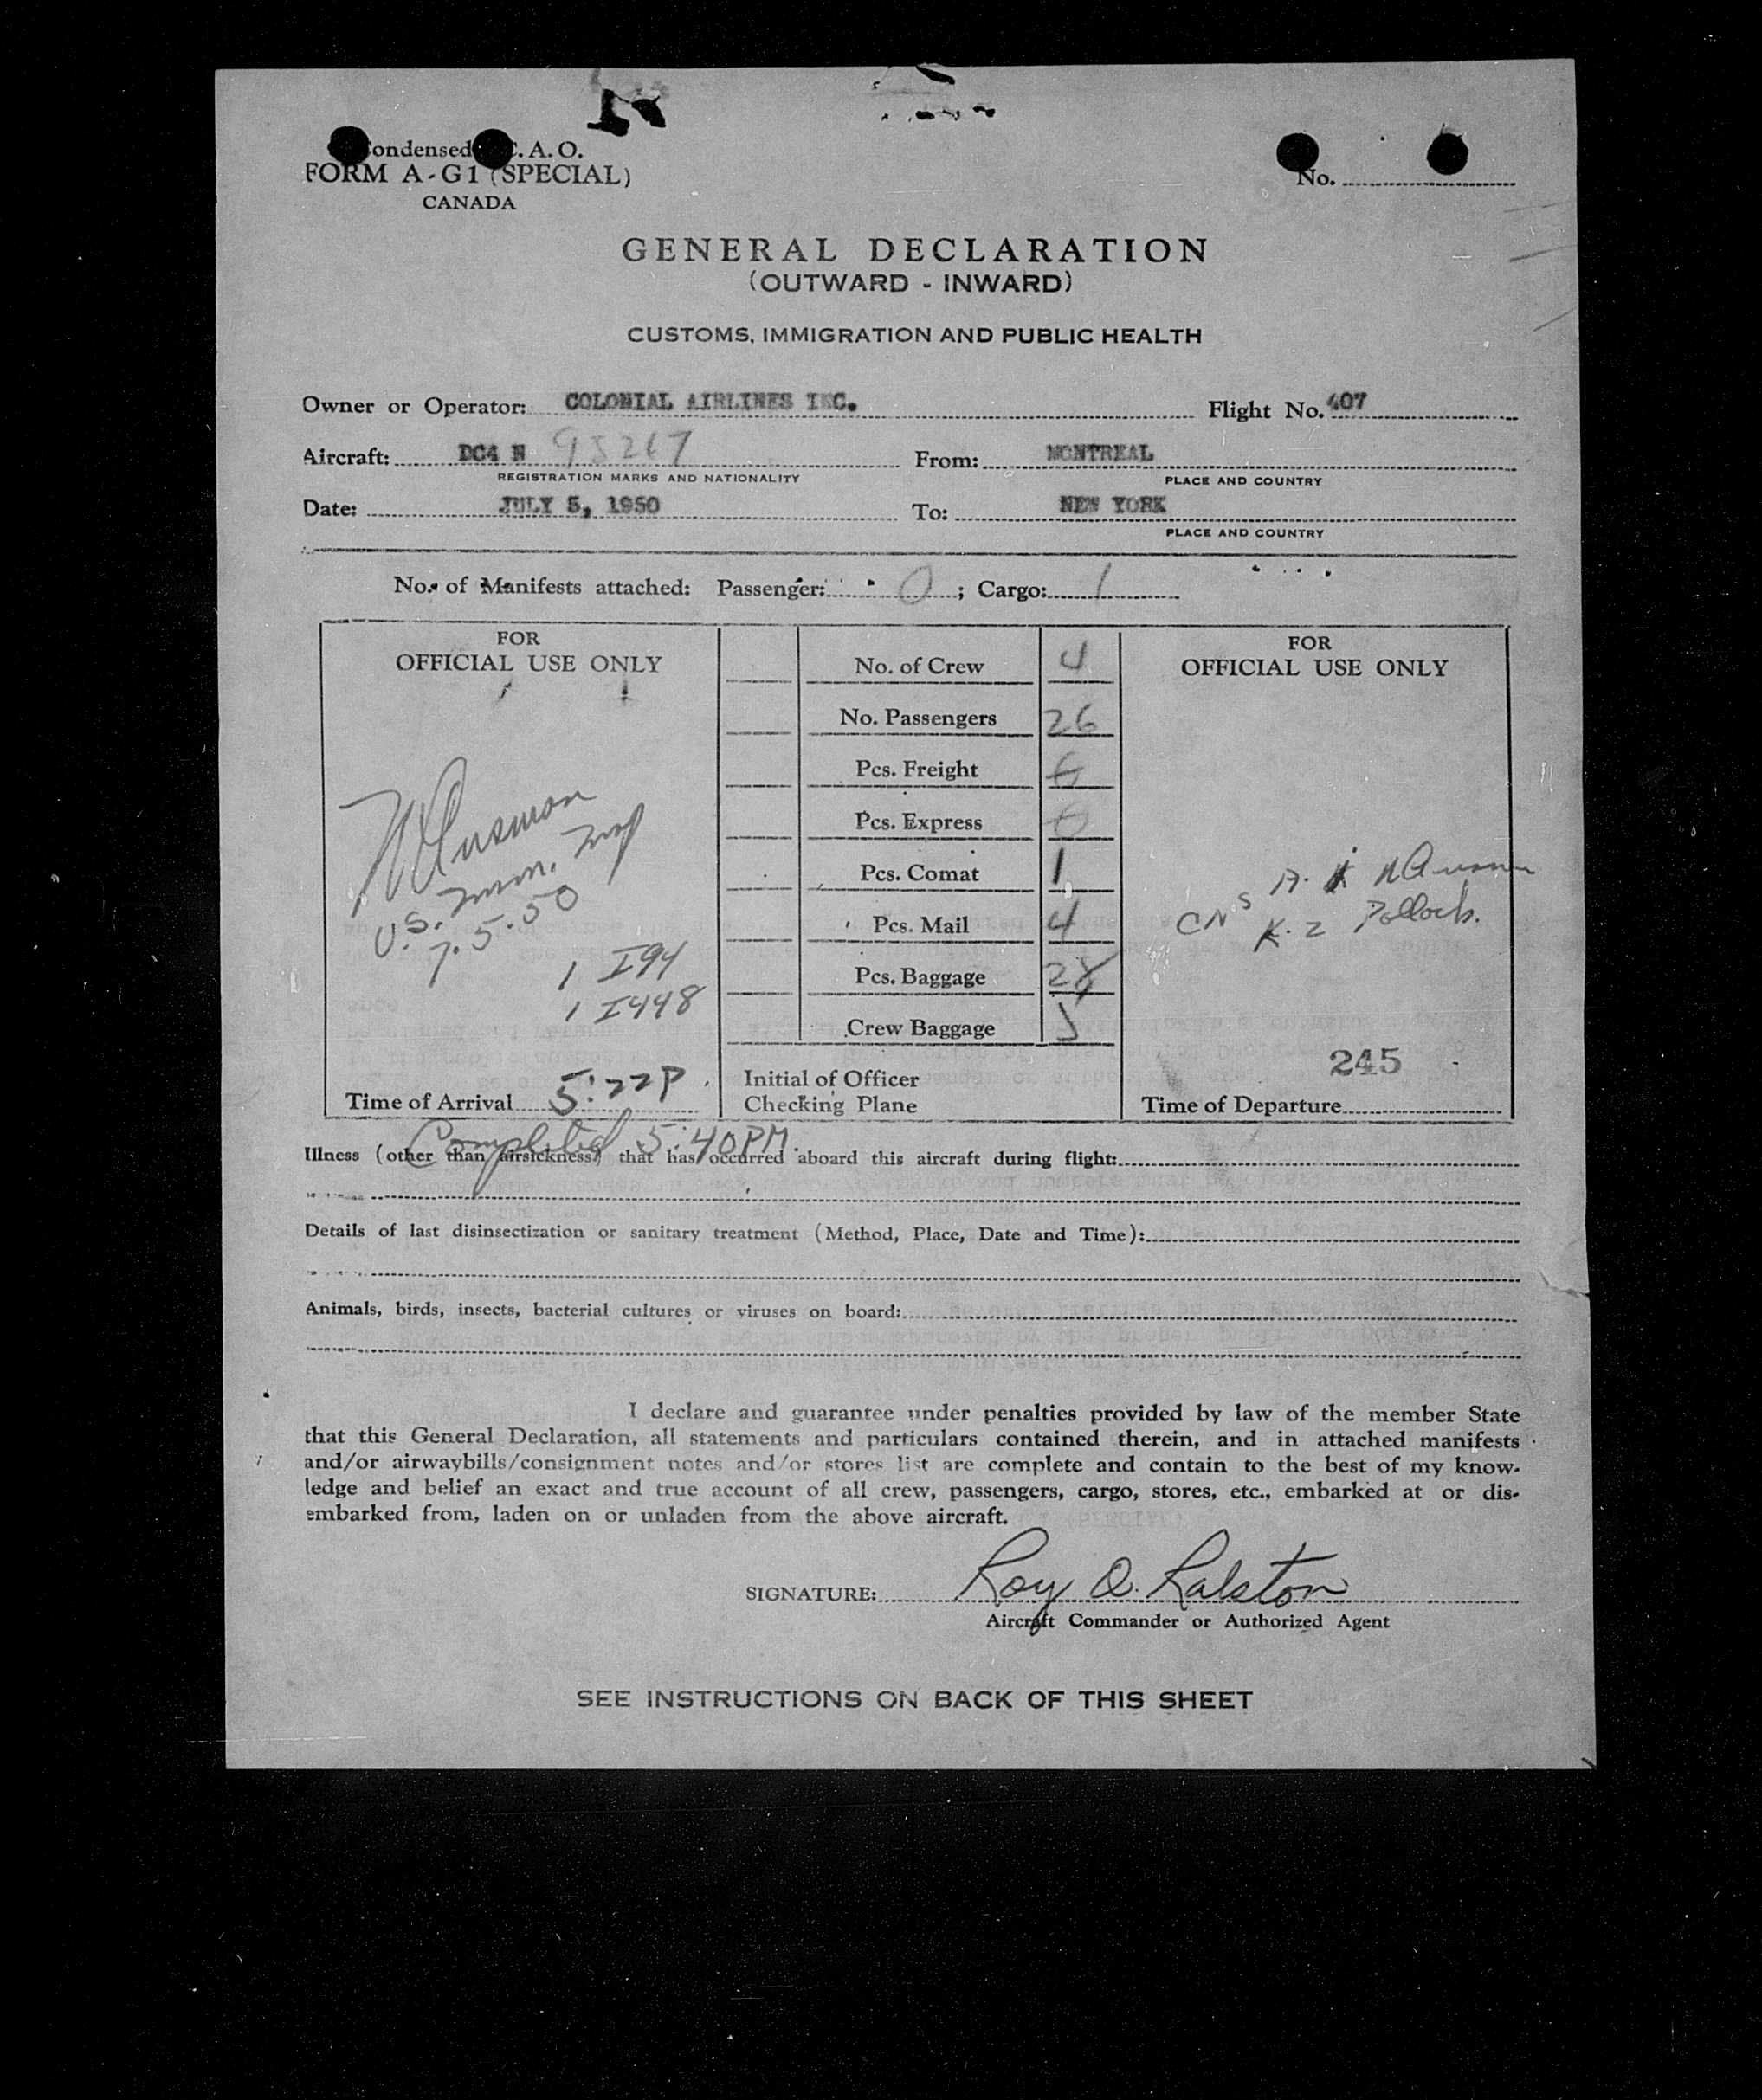 Condensed I.C.A.O.
FORM A-G1 (SPECIAL)
CANADA
No.
GENERAL DECLARATION
(OUTWARD - INWARD)
CUSTOMS, IMMIGRATION AND PUBLIC HEALTH
Owner or Operator: COLONIAL AIRLINES INC. Flight No. 407
Aircraft: DC4 N From: MONTREAL
REGISTRATION MARKS AND NATIONALITY PLACE AND COUNTRY
Date: JULY 5, 1950 To: NEW YORK
PLACE AND COUNTRY
No. of Manifests attached: Passenger: 0 ; Cargo: 1
FOR
OFFICIAL USE ONLY
U.S. Imm. Insp
7.5.50
1 I94
1 I448
Time of Arrival 5:22P
No. of Crew 4
No. Passengers 26
Pcs. Freight
Pcs. Express
Pcs. Comat 1
Pcs. Mail 4
Pcs. Baggage 28
Crew Baggage
Initial of Officer
Checking Plane
FOR
OFFICIAL USE ONLY
K. 2 Pollock.
245
Time of Departure
Completed 5:40 PM.
Illness (other than airsickness) that has occurred aboard this aircraft during flight:
Details of last disinsectization or sanitary treatment (Method, Place, Date and Time):
Animals, birds, insects, bacterial cultures or viruses on board:
I declare and guarantee under penalties provided by law of the member State
that this General Declaration, all statements and particulars contained therein, and in attached manifests
and/or airwaybills/consignment notes and/or stores list are complete and contain to the best of my know-
ledge and belief an exact and true account of all crew, passengers, cargo, stores, etc., embarked at or dis-
embarked from, laden on or unladen from the above aircraft.
SIGNATURE: Roy O. Ralston
Aircraft Commander or Authorized Agent
SEE INSTRUCTIONS ON BACK OF THIS SHEET